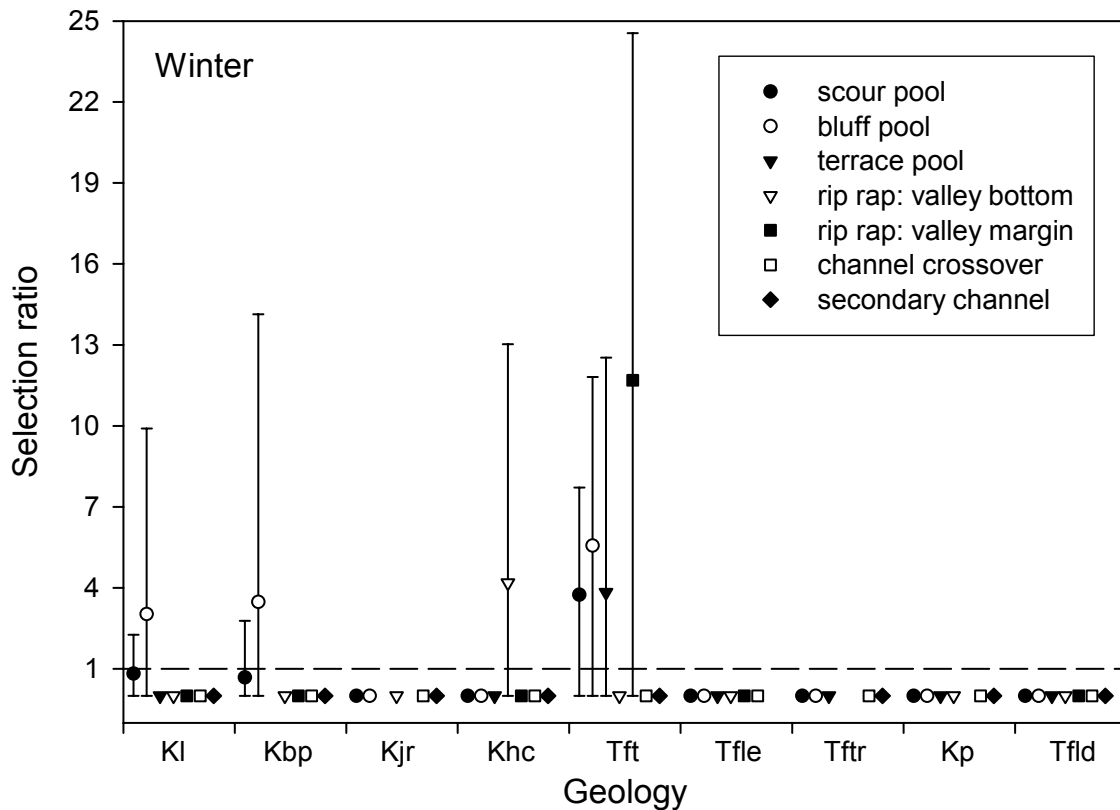 25
22
19
16
13
10
7
4
1
Selection ratio
Winter
scour pool
bluff pool
terrace pool
rip rap: valley bottom
rip rap: valley margin
channel crossover
secondary channel
Kl Kbp Kjr Khc Tft Tfle Tftr Kp Tfld
Geology